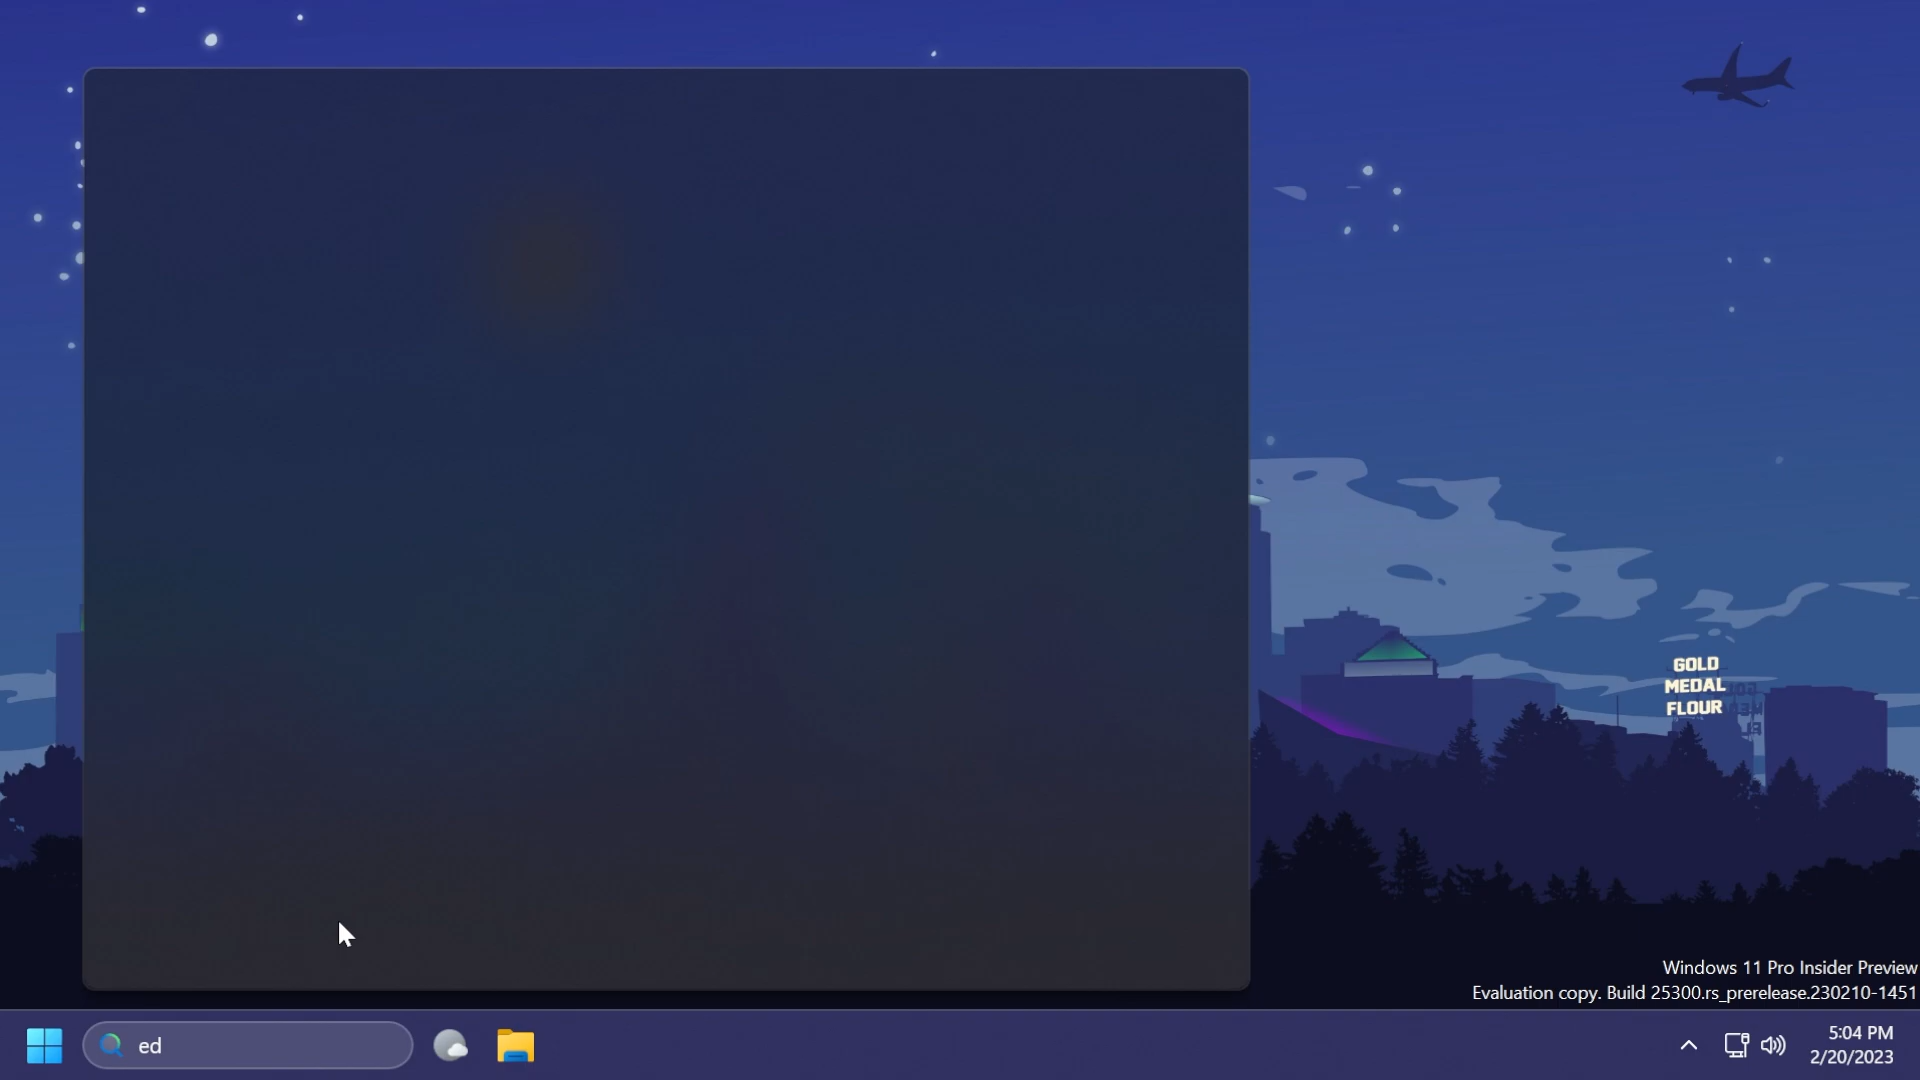 GOLD
MEDAL
FLOUR
Windows 11 Pro Insider Preview
Evaluation copy. Build 25300.rs_prerelease.230210-1451
ed
5:04 PM
2/20/2023